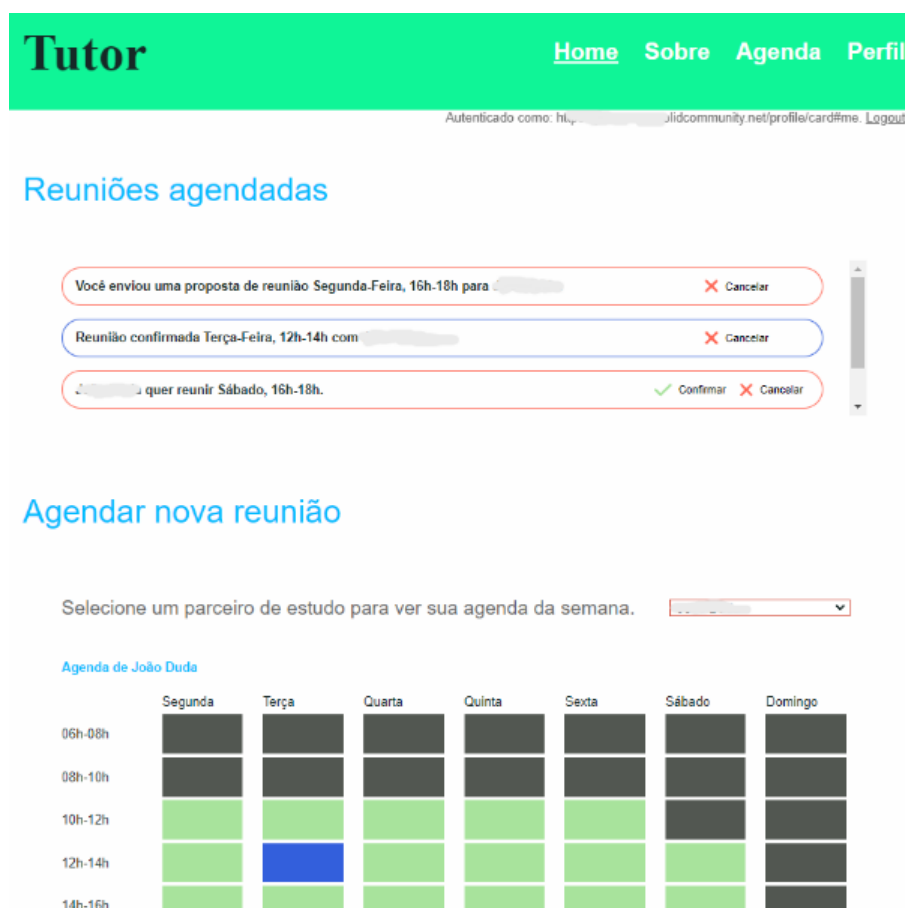 Tutor
Home Sobre Agenda Perfil
Autenticado como: lidcommunity.net/profile/card#me. Logout
Reuniões agendadas
Você enviou uma proposta de reunião Segunda-Feira, 16h-18h para
Cancelar
Reunião confirmada Terça-Feira, 12h-14h com
Cancelar
quer reunir Sábado, 16h-18h.
Confirmar Cancelar
Agendar nova reunião
Selecione um parceiro de estudo para ver sua agenda da semana.
Agenda de João Duda
Segunda Terça Quarta Quinta Sexta Sábado Domingo
06h-08h
08h-10h
10h-12h
12h-14h
14h-16h